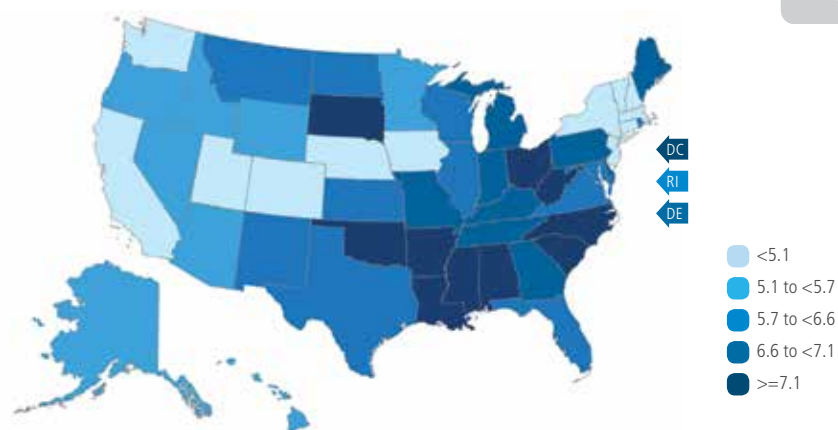 DC
RI
DE
<5.1
5.1 to <5.7
5.7 to <6.6
6.6 to <7.1
>=7.1